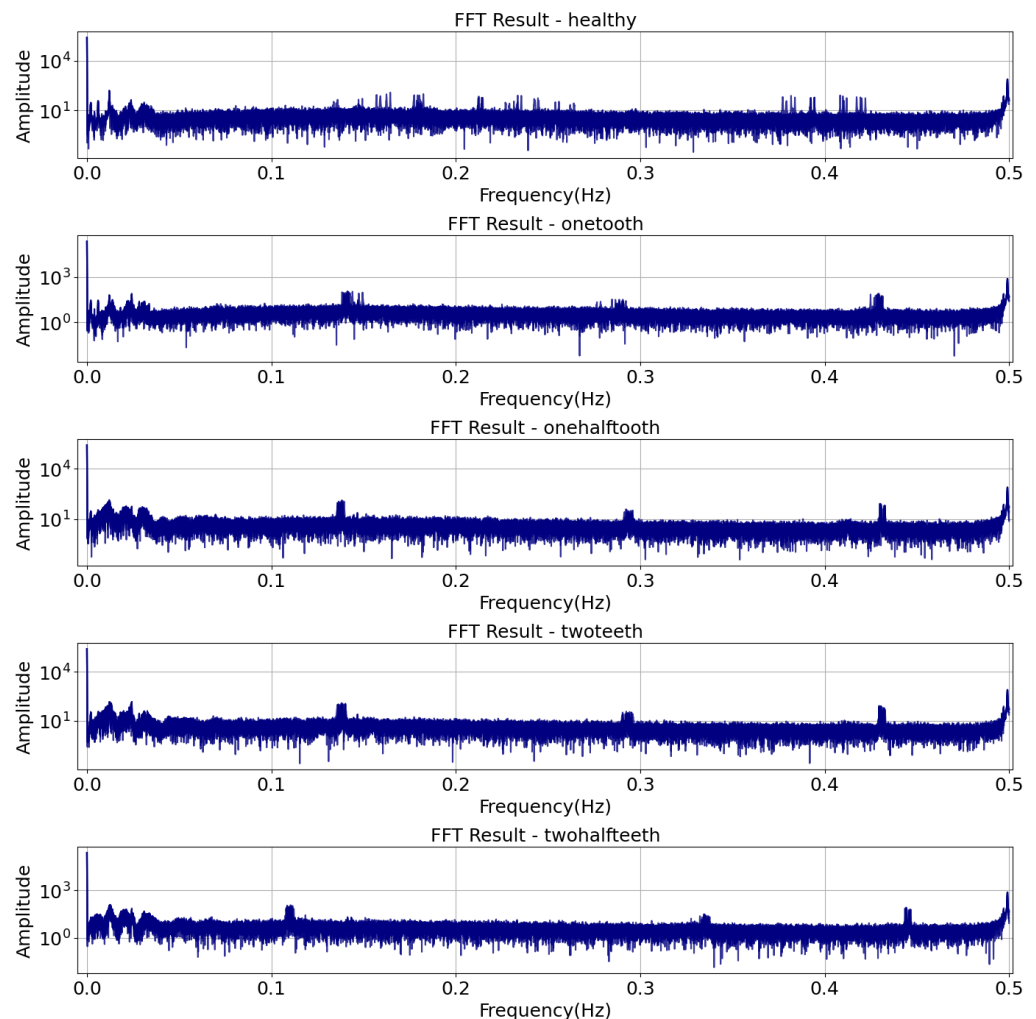 FFT Result - healthy
Amplitude
10^4
10^1
0.0 0.1 0.2 0.3 0.4 0.5
Frequency(Hz)
FFT Result - onetooth
Amplitude
10^3
10^0
0.0 0.1 0.2 0.3 0.4 0.5
Frequency(Hz)
FFT Result - onehalftooth
Amplitude
10^4
10^1
0.0 0.1 0.2 0.3 0.4 0.5
Frequency(Hz)
FFT Result - twoteeth
Amplitude
10^4
10^1
0.0 0.1 0.2 0.3 0.4 0.5
Frequency(Hz)
FFT Result - twohalfteeth
Amplitude
10^3
10^0
0.0 0.1 0.2 0.3 0.4 0.5
Frequency(Hz)